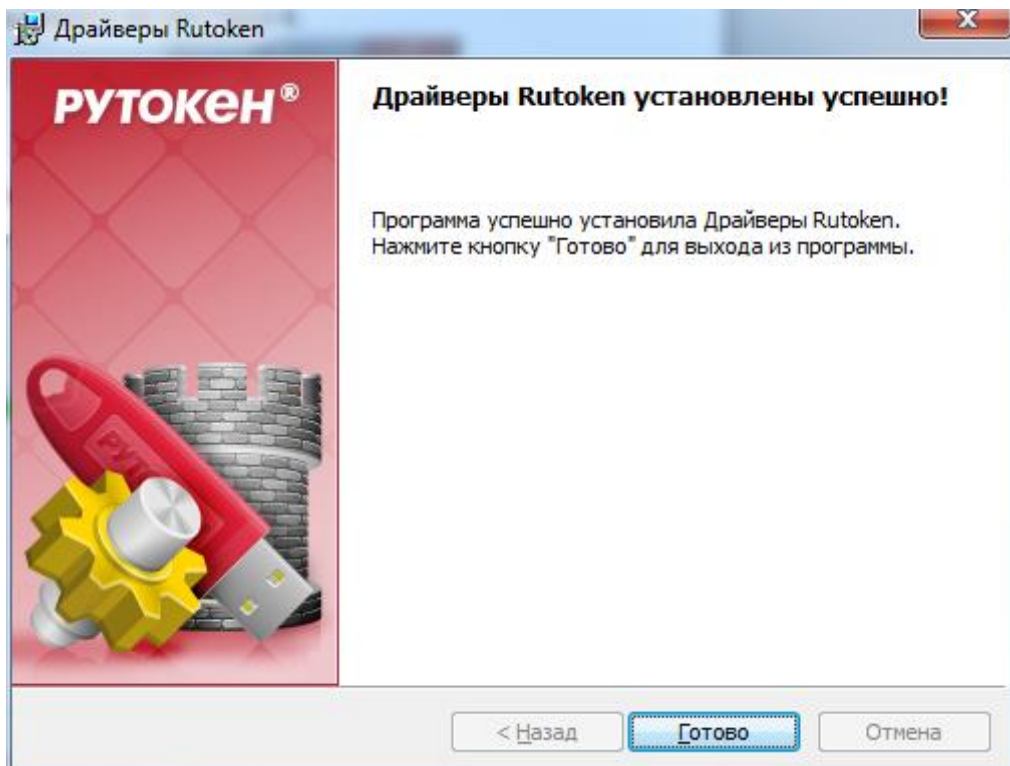 Драйверы Rutoken
РУТОКЕН®
Драйверы Rutoken установлены успешно!
Программа успешно установила Драйверы Rutoken.
Нажмите кнопку "Готово" для выхода из программы.
< Назад
Готово
Отмена